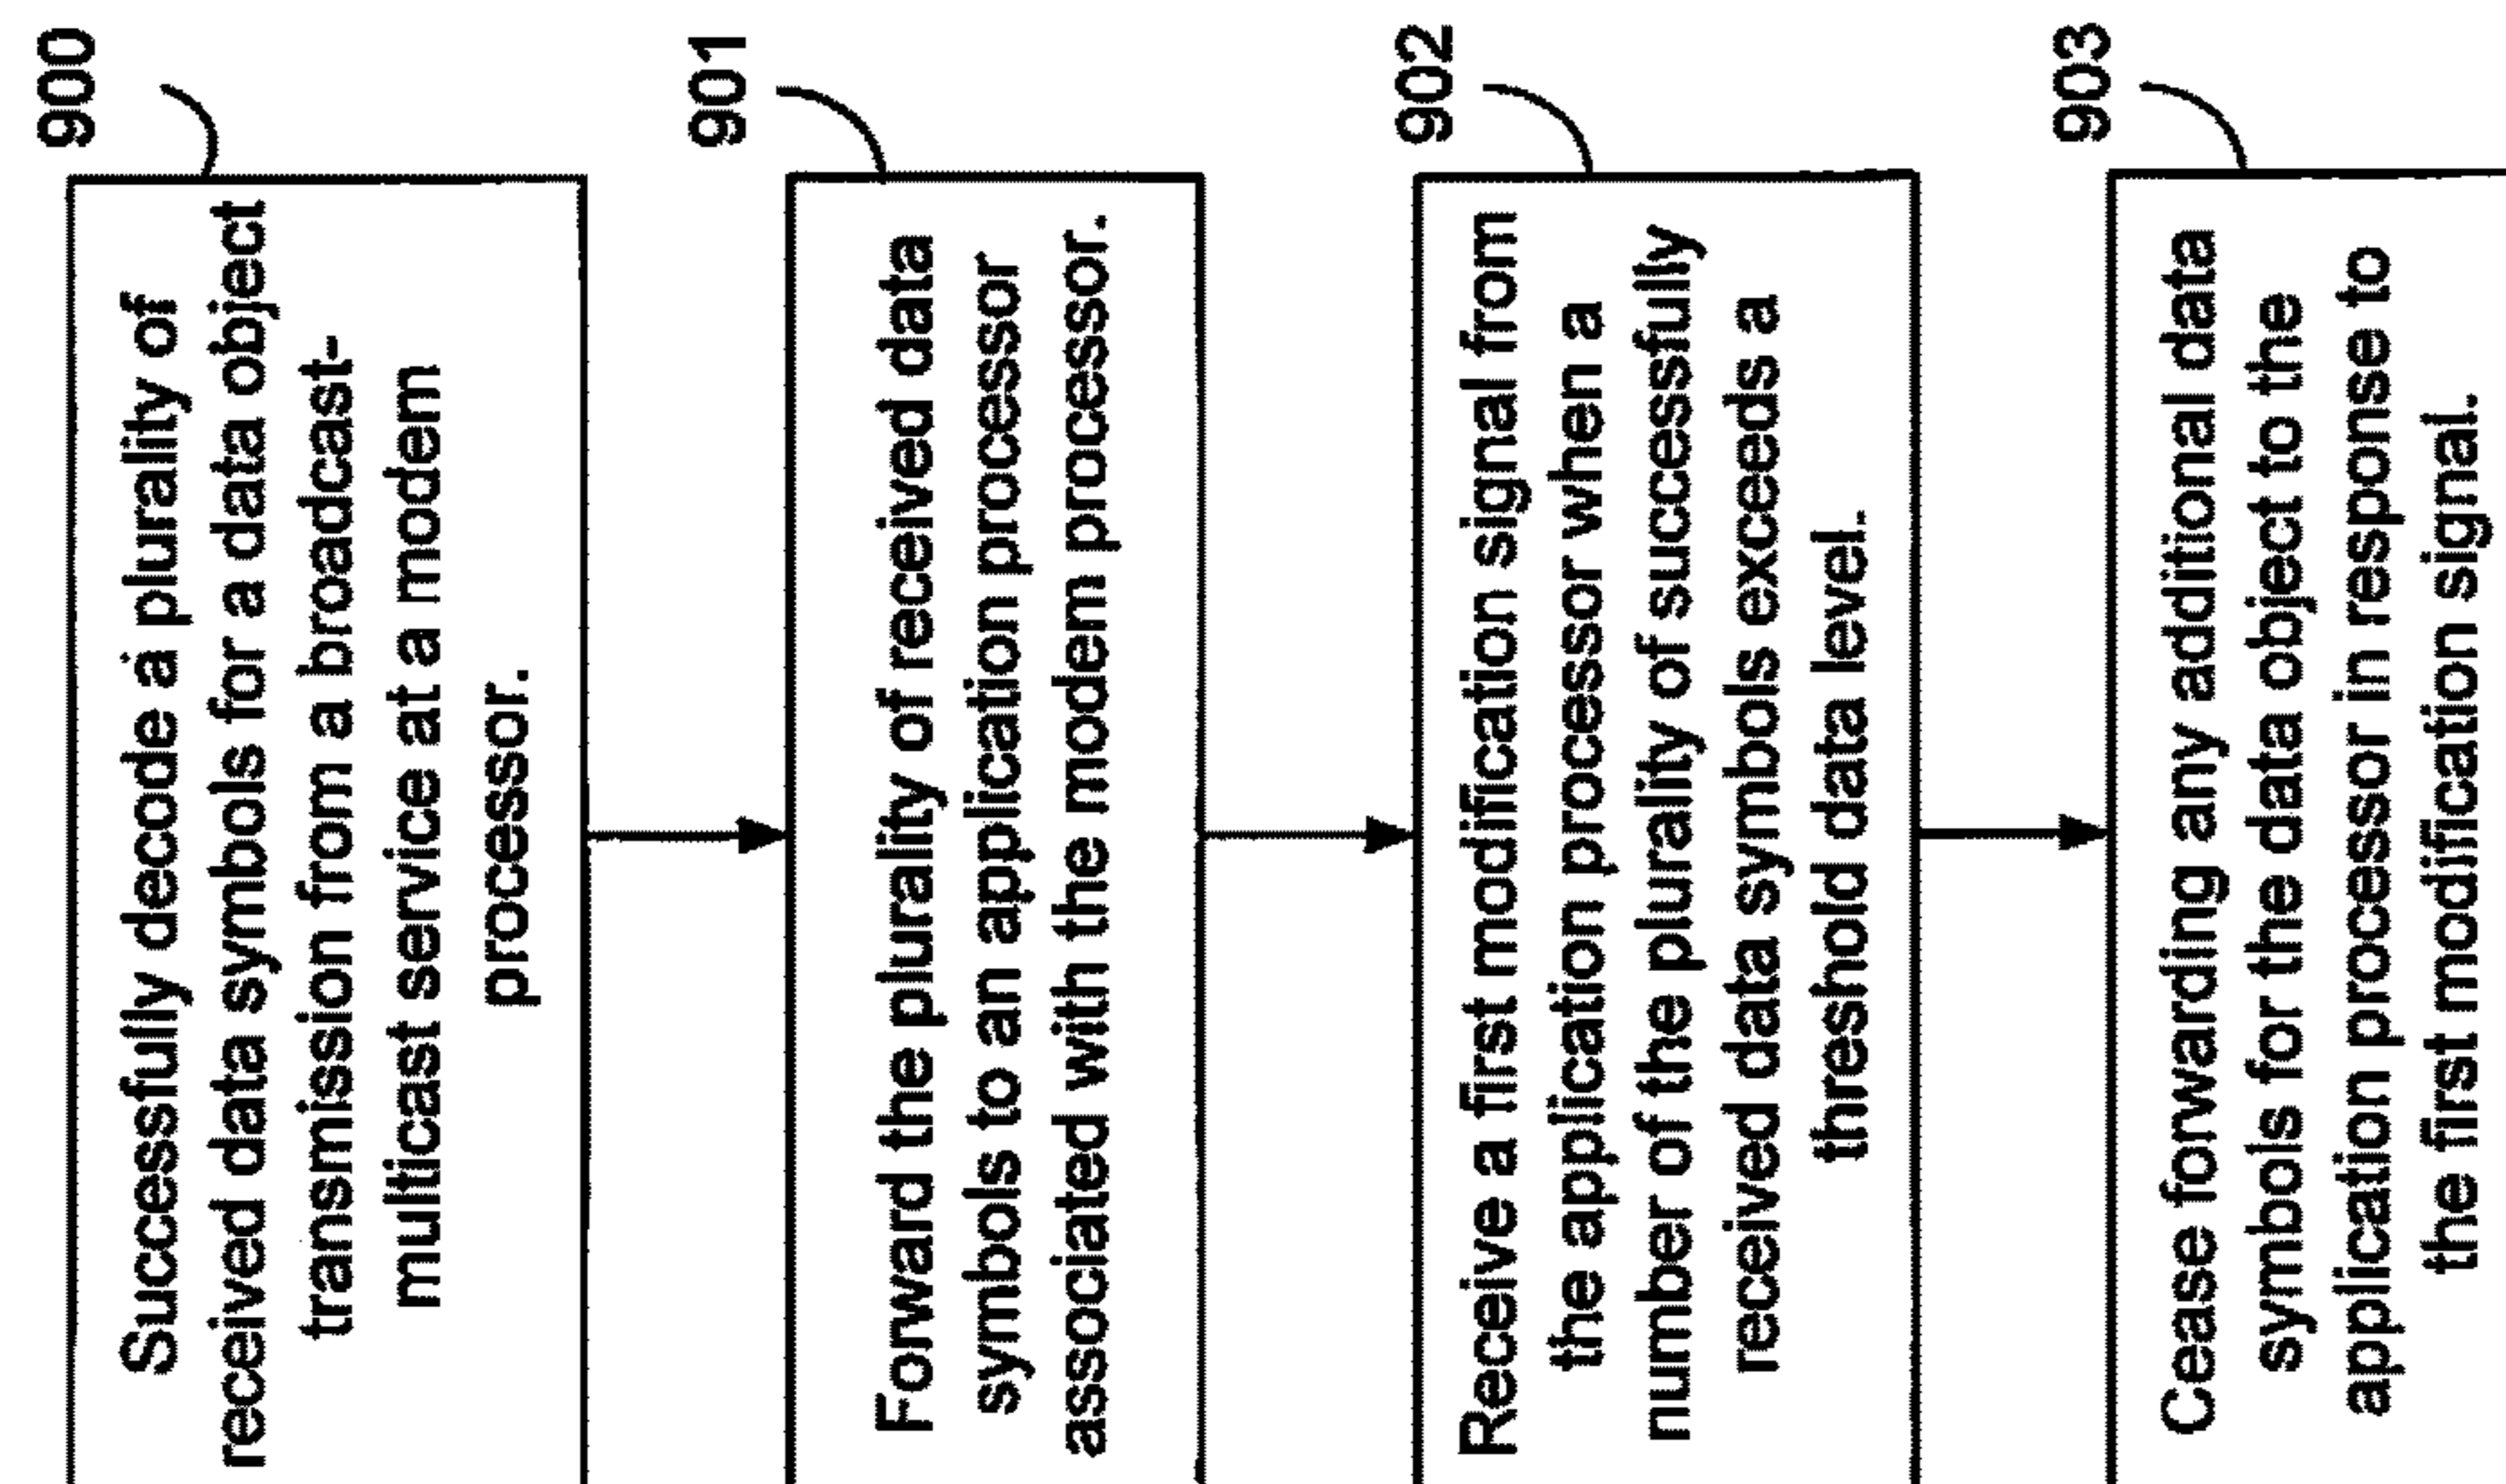 900
Successfully decode a plurality of
received data symbols for a data object
transmission from a broadcast-
multicast service at a modem
processor.
901
Forward the plurality of received data
symbols to an application processor
associated with the modem processor.
902
Receive a first modification signal from
the application processor when a
number of the plurality of successfully
received data symbols exceeds a
threshold data level.
903
Cease forwarding any additional data
symbols for the data object to the
application processor in response to
the first modification signal.